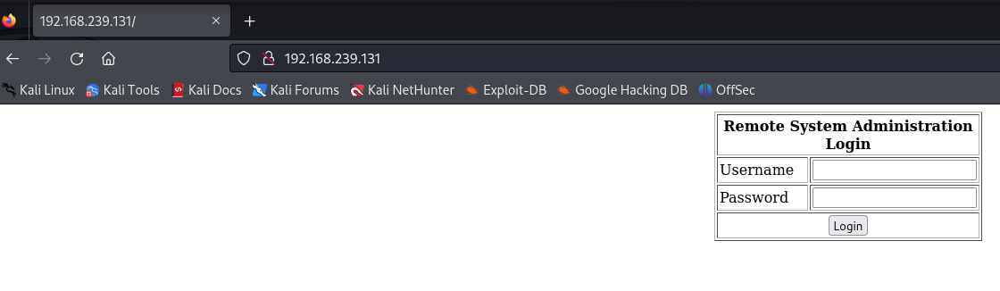 192.168.239.131/
192.168.239.131
Kali Linux Kali Tools Kali Docs Kali Forums Kali NetHunter Exploit-DB Google Hacking DB OffSec
Remote System Administration
Login
Username
Password
Login